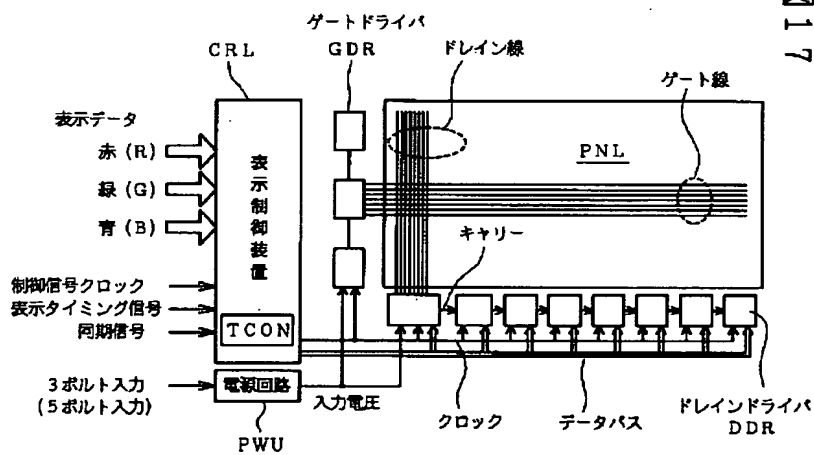 【図17
ゲートドライバ
GDR
CRL
ドレイン線
ゲート線
表示データ
赤(R)
緑(G)
青(B)
表示制御装置
PNL
キャリー
制御信号クロック
表示タイミング信号
同期信号
TCON
3ボルト入力
(5ボルト入力)
電源回路
入力電圧
クロック
データバス
ドレインドライバ
DDR
PWU